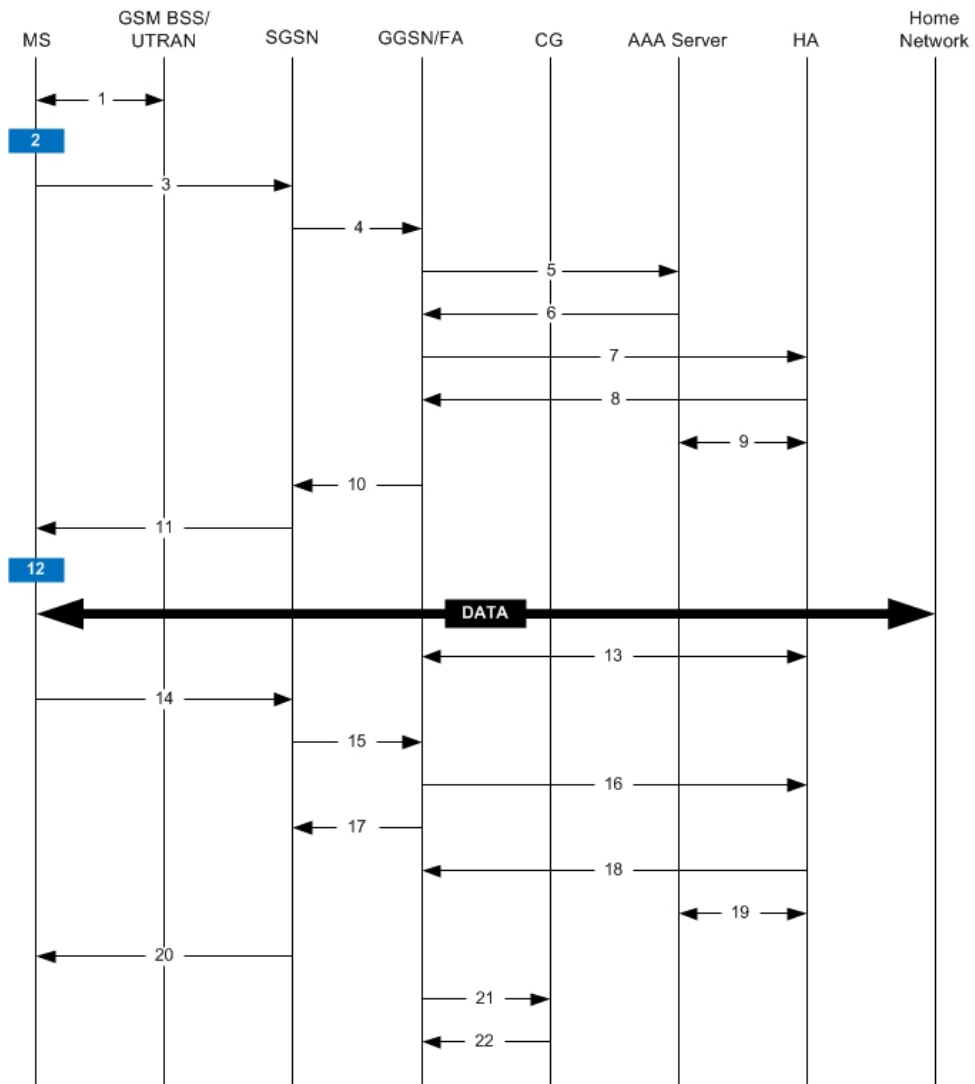 GSM BSS/
UTRAN
MS
SGSN
GGSN/FA
CG
AAA Server
HA
Home
Network
1
2
3
4
5
6
7
8
9
10
11
12
DATA
13
14
15
16
17
18
19
20
21
22